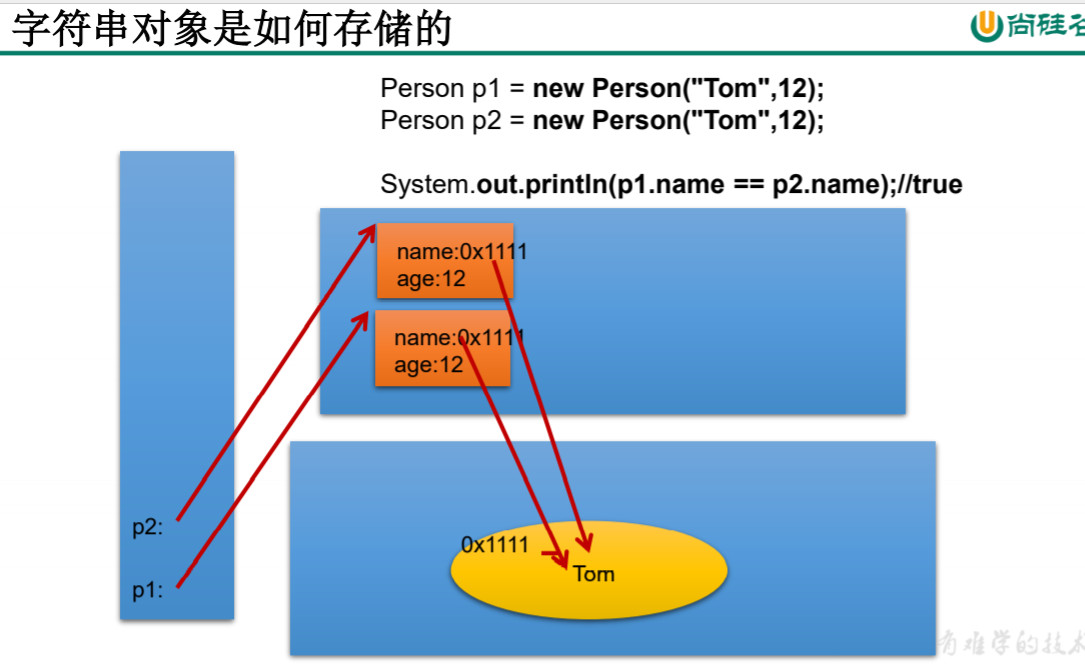 字符串对象是如何存储的
尚硅谷
Person p1 = new Person("Tom",12);
Person p2 = new Person("Tom",12);
System.out.println(p1.name == p2.name);//true
name:0x1111
age:12
name:0x1111
age:12
p2:
p1:
0x1111
Tom
有难学的技术